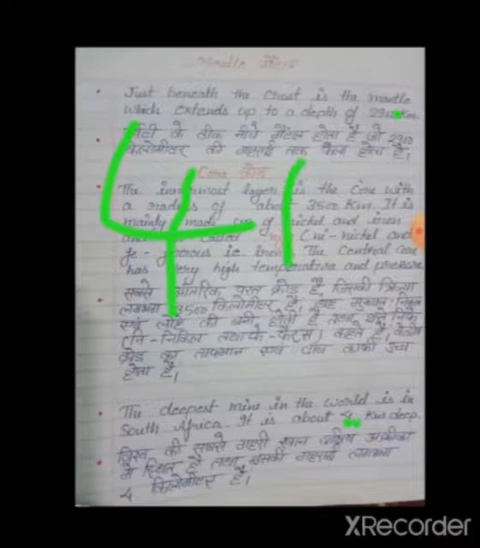 Mantle मैंटल
Just beneath the crust is the mantle
which extends up to a depth of 2900 Km.
के ठीक नीचे मैंटल होता है जो 2900
किलोमीटर की गहराई तक फैला होता है।
Core क्रोड
The innermost layer is the Core with
a radius of about 3500 Km. It is
mainly made up of nickel and iron
and called (ni-nickel and
fe- ferrous ie. iron. The Central core
has very high temperature and pressure
सबसे आंतरिक परत क्रोड है, जिसकी त्रिज्या
लगभग 3500 किलोमीटर है, यह मुख्यतः निकिल
एवं लोहे की बनी होती है तथा इसे निफे
(नि-निकिल तथा फे-फैरस) कहते हैं। केंद्रीय
क्रोड का तापमान एवं दाब काफी उच्च
होता है।
The deepest mine in the world is in
South Africa. It is about 4 Km deep.
विश्व की सबसे गहरी खान दक्षिण अफ्रीका
में स्थित है तथा इसकी गहराई लगभग
4 किलोमीटर है।
41
XRecorder